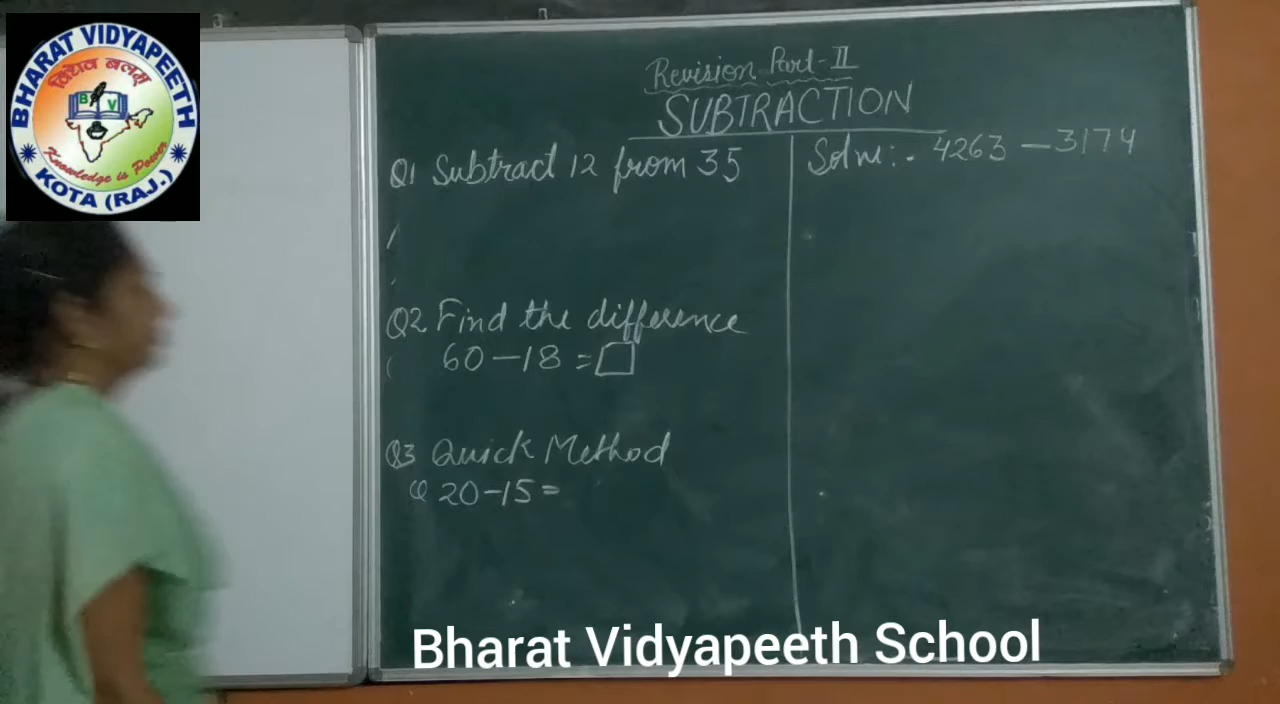 BHARAT VIDYAPEETH
विद्यैव बलम्
B V
Knowledge is Power
KOTA (RAJ.)
Revision Part-II
SUBTRACTION
Q1 Subtract 12 from 35
Q2 Find the difference
60-18=□
Q3 Quick Method
20-15=
4263-3174
Bharat Vidyapeeth School